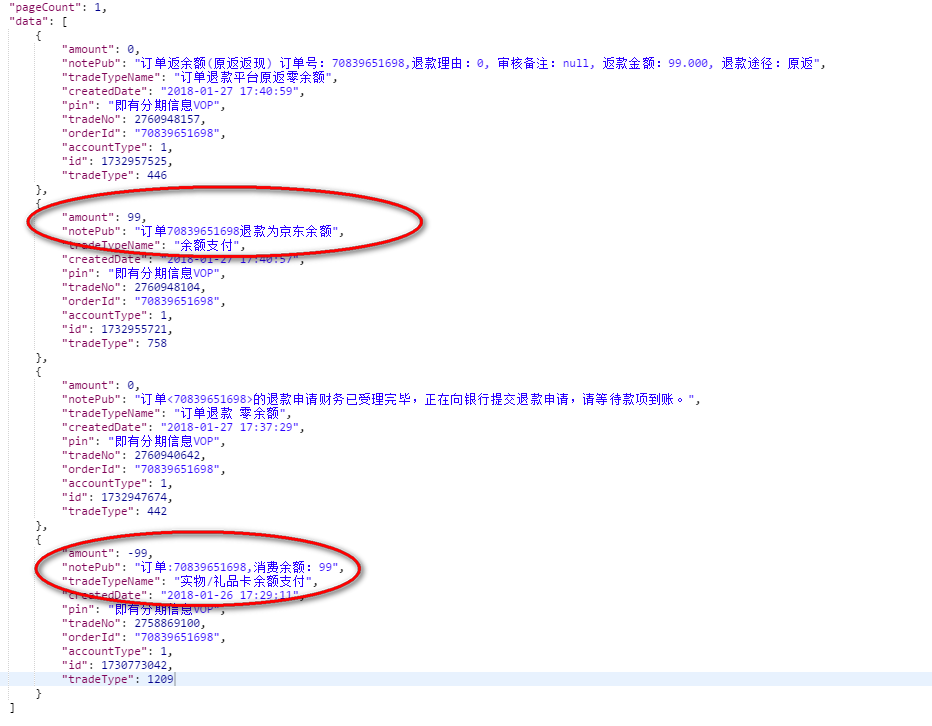 "pageCount": 1,
"data": [
{
"amount": 0,
"notePub": "订单返余额(原返返现) 订单号: 70839651698,退款理由: 0, 审核备注: null, 返款金额: 99.000, 退款途径: 原返",
"tradeTypeName": "订单退款平台原返零余额",
"createdDate": "2018-01-27 17:40:59",
"pin": "即有分期信息VOP",
"tradeNo": 2760948157,
"orderId": "70839651698",
"accountType": 1,
"id": 1732957525,
"tradeType": 446
},
{
"amount": 99,
"notePub": "订单70839651698退款为京东余额",
"tradeTypeName": "余额支付",
"createdDate": "2018-01-27 17:40:57",
"pin": "即有分期信息VOP",
"tradeNo": 2760948104,
"orderId": "70839651698",
"accountType": 1,
"id": 1732955721,
"tradeType": 758
},
{
"amount": 0,
"notePub": "订单<70839651698>的退款申请财务已受理完毕，正在向银行提交退款申请，请等待款项到账。",
"tradeTypeName": "订单退款 零余额",
"createdDate": "2018-01-27 17:37:29",
"pin": "即有分期信息VOP",
"tradeNo": 2760940642,
"orderId": "70839651698",
"accountType": 1,
"id": 1732947674,
"tradeType": 442
},
{
"amount": -99,
"notePub": "订单:70839651698,消费余额: 99",
"tradeTypeName": "实物/礼品卡余额支付",
"createdDate": "2018-01-26 17:29:11",
"pin": "即有分期信息VOP",
"tradeNo": 2758869100,
"orderId": "70839651698",
"accountType": 1,
"id": 1730773042,
"tradeType": 1209
}
]